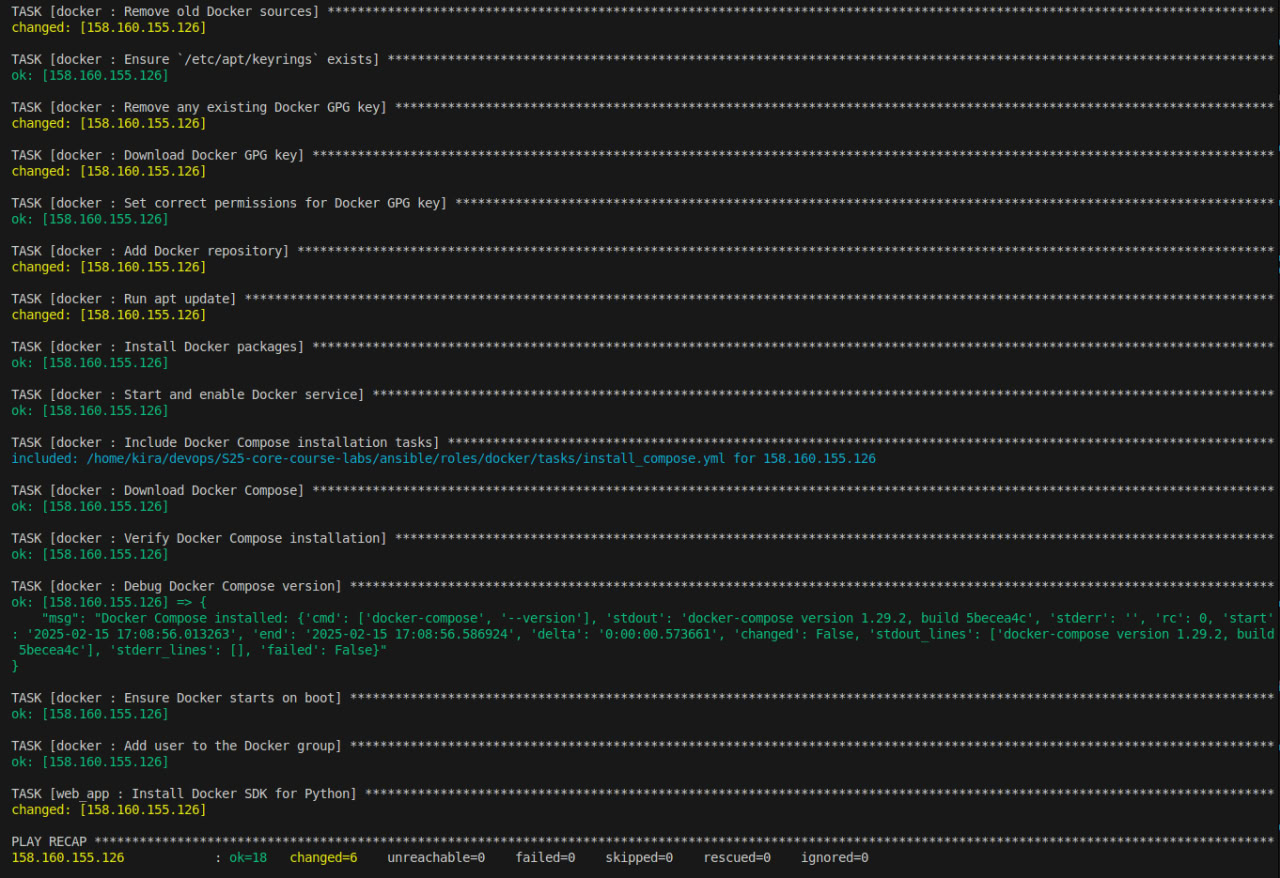 TASK [docker : Remove old Docker sources] ******************************************************************************************************************************
changed: [158.160.155.126]
TASK [docker : Ensure `/etc/apt/keyrings` exists] **********************************************************************************************************************
ok: [158.160.155.126]
TASK [docker : Remove any existing Docker GPG key] *********************************************************************************************************************
changed: [158.160.155.126]
TASK [docker : Download Docker GPG key] ********************************************************************************************************************************
changed: [158.160.155.126]
TASK [docker : Set correct permissions for Docker GPG key] *************************************************************************************************************
ok: [158.160.155.126]
TASK [docker : Add Docker repository] **********************************************************************************************************************************
changed: [158.160.155.126]
TASK [docker : Run apt update] *****************************************************************************************************************************************
changed: [158.160.155.126]
TASK [docker : Install Docker packages] ********************************************************************************************************************************
ok: [158.160.155.126]
TASK [docker : Start and enable Docker service] ************************************************************************************************************************
ok: [158.160.155.126]
TASK [docker : Include Docker Compose installation tasks] **************************************************************************************************************
included: /home/kira/devops/S25-core-course-labs/ansible/roles/docker/tasks/install_compose.yml for 158.160.155.126
TASK [docker : Download Docker Compose] ********************************************************************************************************************************
ok: [158.160.155.126]
TASK [docker : Verify Docker Compose installation] *********************************************************************************************************************
ok: [158.160.155.126]
TASK [docker : Debug Docker Compose version] ***************************************************************************************************************************
ok: [158.160.155.126] => {
    "msg": "Docker Compose installed: {'cmd': ['docker-compose', '--version'], 'stdout': 'docker-compose version 1.29.2, build 5becea4c', 'stderr': '', 'rc': 0, 'start'
: '2025-02-15 17:08:56.013263', 'end': '2025-02-15 17:08:56.586924', 'delta': '0:00:00.573661', 'changed': False, 'stdout_lines': ['docker-compose version 1.29.2, build
 5becea4c'], 'stderr_lines': [], 'failed': False}"
}
TASK [docker : Ensure Docker starts on boot] ***************************************************************************************************************************
ok: [158.160.155.126]
TASK [docker : Add user to the Docker group] ***************************************************************************************************************************
ok: [158.160.155.126]
TASK [web_app : Install Docker SDK for Python] *************************************************************************************************************************
changed: [158.160.155.126]
PLAY RECAP *************************************************************************************************************************************************************
158.160.155.126            : ok=18   changed=6    unreachable=0    failed=0    skipped=0    rescued=0    ignored=0